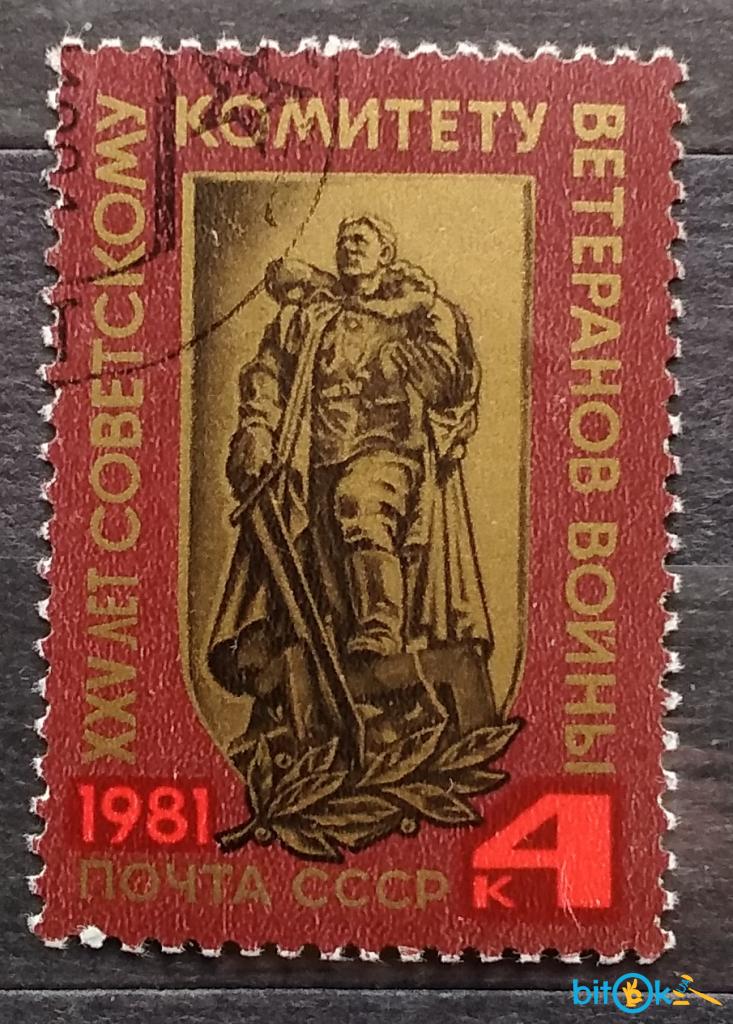 XXV ЛЕТ СОВЕТСКОМУ
КОМИТЕТУ
ВЕТЕРАНОВ ВОЙНЫ
1981
ПОЧТА СССР
4
К
bitok